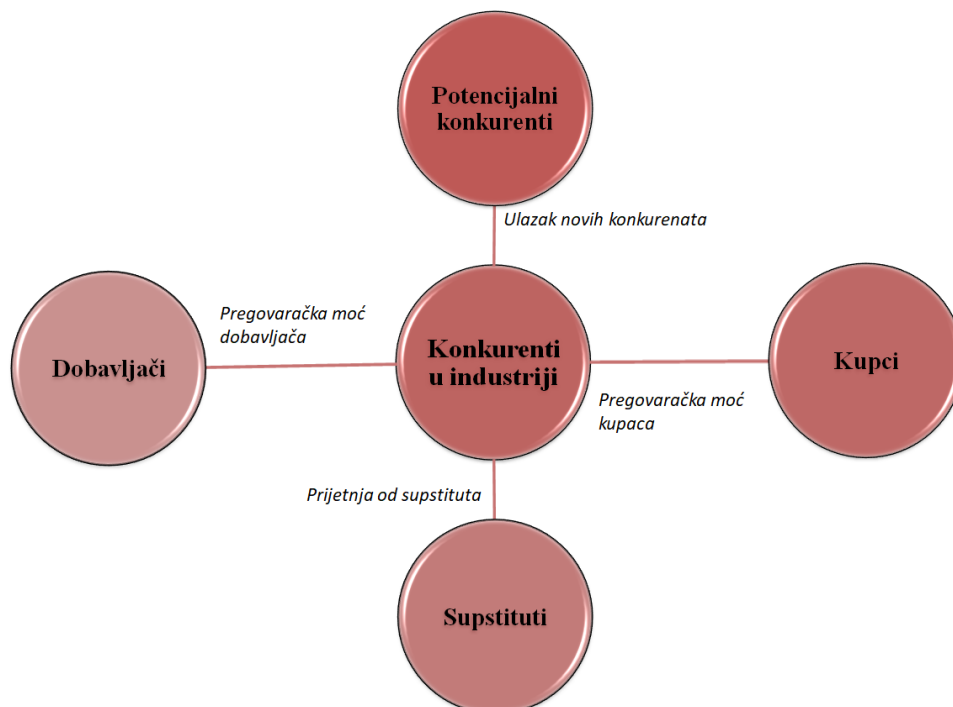 Potencijalni
konkurenti
Ulazak novih konkurenata
Pregovaračka moć
dobavljača
Dobavljači
Konkurenti
u industriji
Kupci
Pregovaračka moć
kupaca
Prijetnja od supstituta
Supstituti